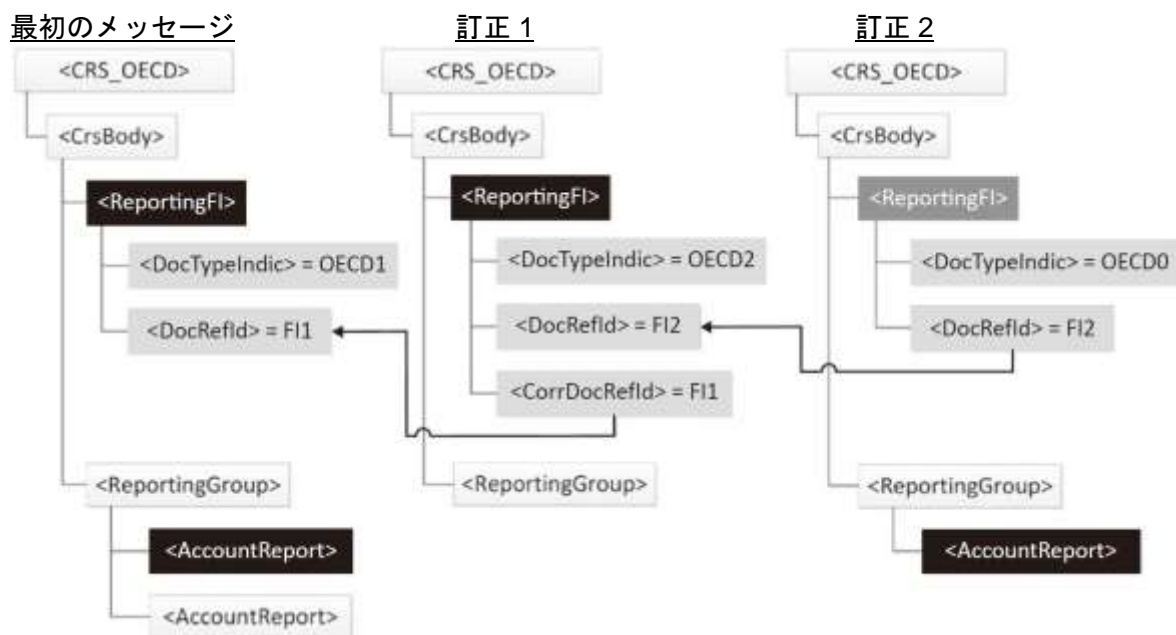 最初のメッセージ
<CRS_OECD>
<CrsBody>
<ReportingFI>
<DocTypeIndic> = OECD1
<DocRefId> = FI1
<ReportingGroup>
<AccountReport>
<AccountReport>
訂正 1
<CRS_OECD>
<CrsBody>
<ReportingFI>
<DocTypeIndic> = OECD2
<DocRefId> = FI2
<CorrDocRefId> = FI1
<ReportingGroup>
訂正 2
<CRS_OECD>
<CrsBody>
<ReportingFI>
<DocTypeIndic> = OECD0
<DocRefId> = FI2
<ReportingGroup>
<AccountReport>